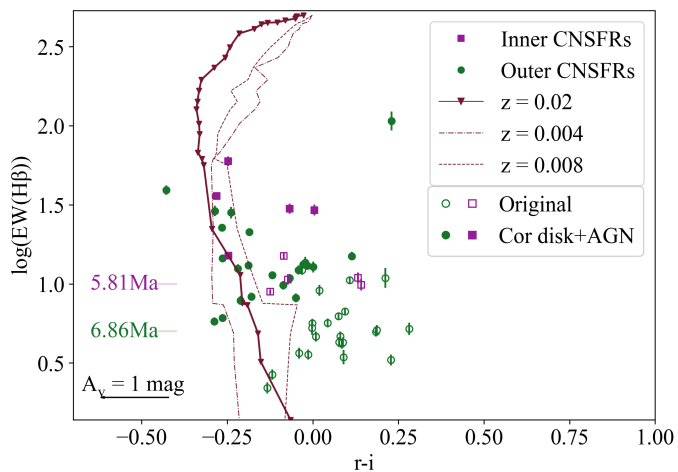 Inner CNSFRs
Outer CNSFRs
z = 0.02
z = 0.004
z = 0.008
Original
Cor disk+AGN
log(EW(Hβ))
2.5
2.0
1.5
1.0
0.5
5.81Ma
6.86Ma
A_v = 1 mag
−0.50
−0.25
0.00
0.25
0.50
0.75
1.00
r-i